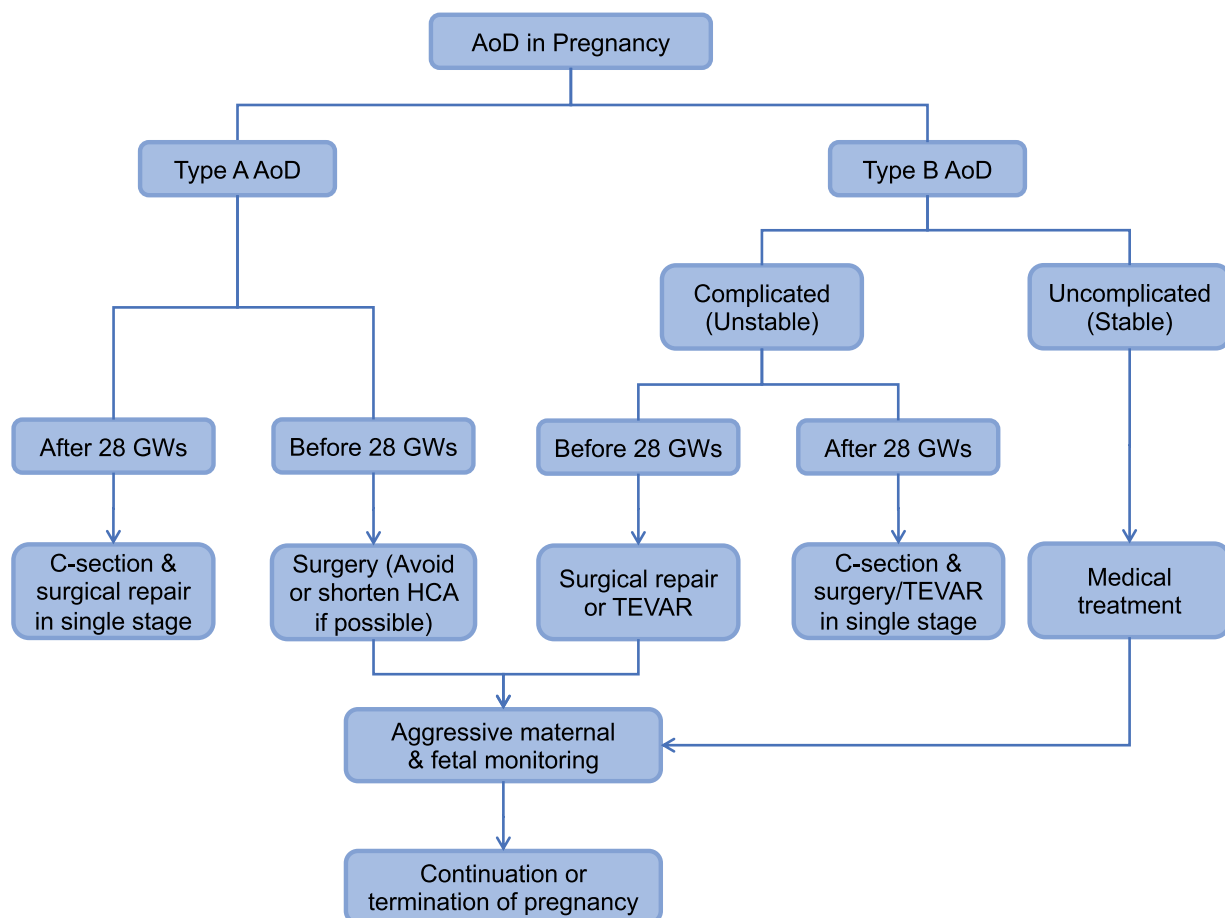 AoD in Pregnancy
Type A AoD
Type B AoD
Complicated
(Unstable)
Uncomplicated
(Stable)
After 28 GWs
Before 28 GWs
Before 28 GWs
After 28 GWs
C-section &
surgical repair
in single stage
Surgery (Avoid
or shorten HCA
if possible)
Surgical repair
or TEVAR
C-section &
surgery/TEVAR
in single stage
Medical
treatment
Aggressive maternal
& fetal monitoring
Continuation or
termination of pregnancy